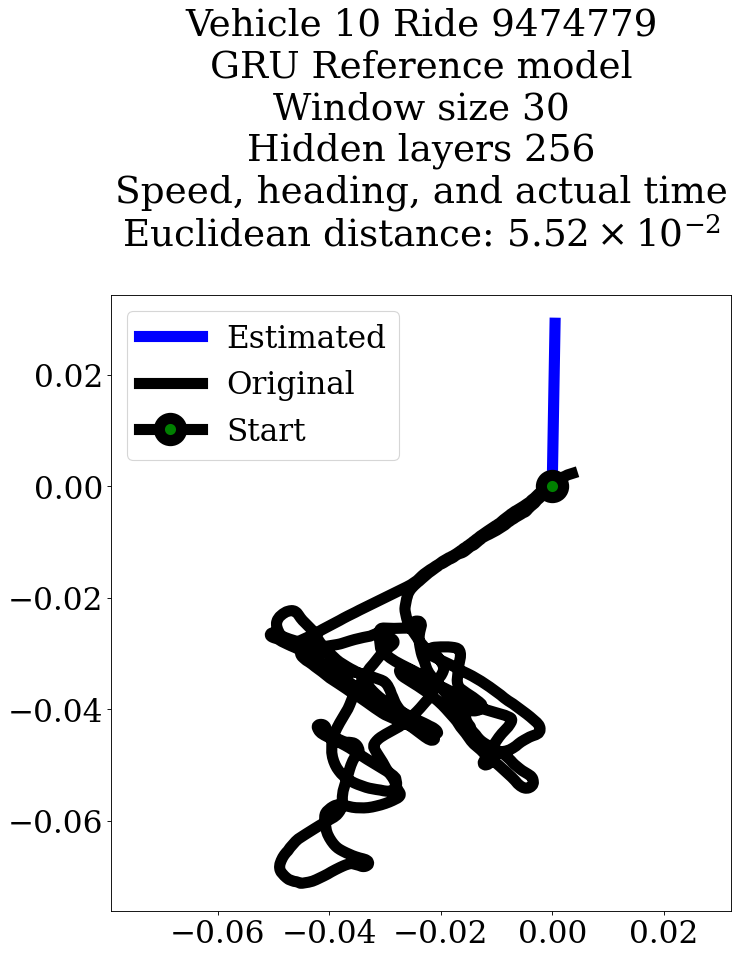 Vehicle 10 Ride 9474779
GRU Reference model
Window size 30
Hidden layers 256
Speed, heading, and actual time
Euclidean distance: 5.52 × 10⁻²
Estimated
Original
Start
0.02
0.00
−0.02
−0.04
−0.06
−0.06 −0.04 −0.02 0.00 0.02